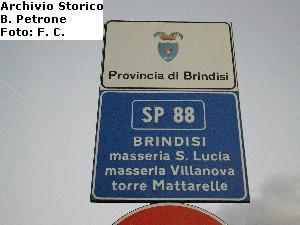 Archivio Storico
B. Petrone
Foto: F. C.
Provincia di Brindisi
SP 88
BRINDISI
masseria S. Lucia
masseria Villanova
torre Mattarelle